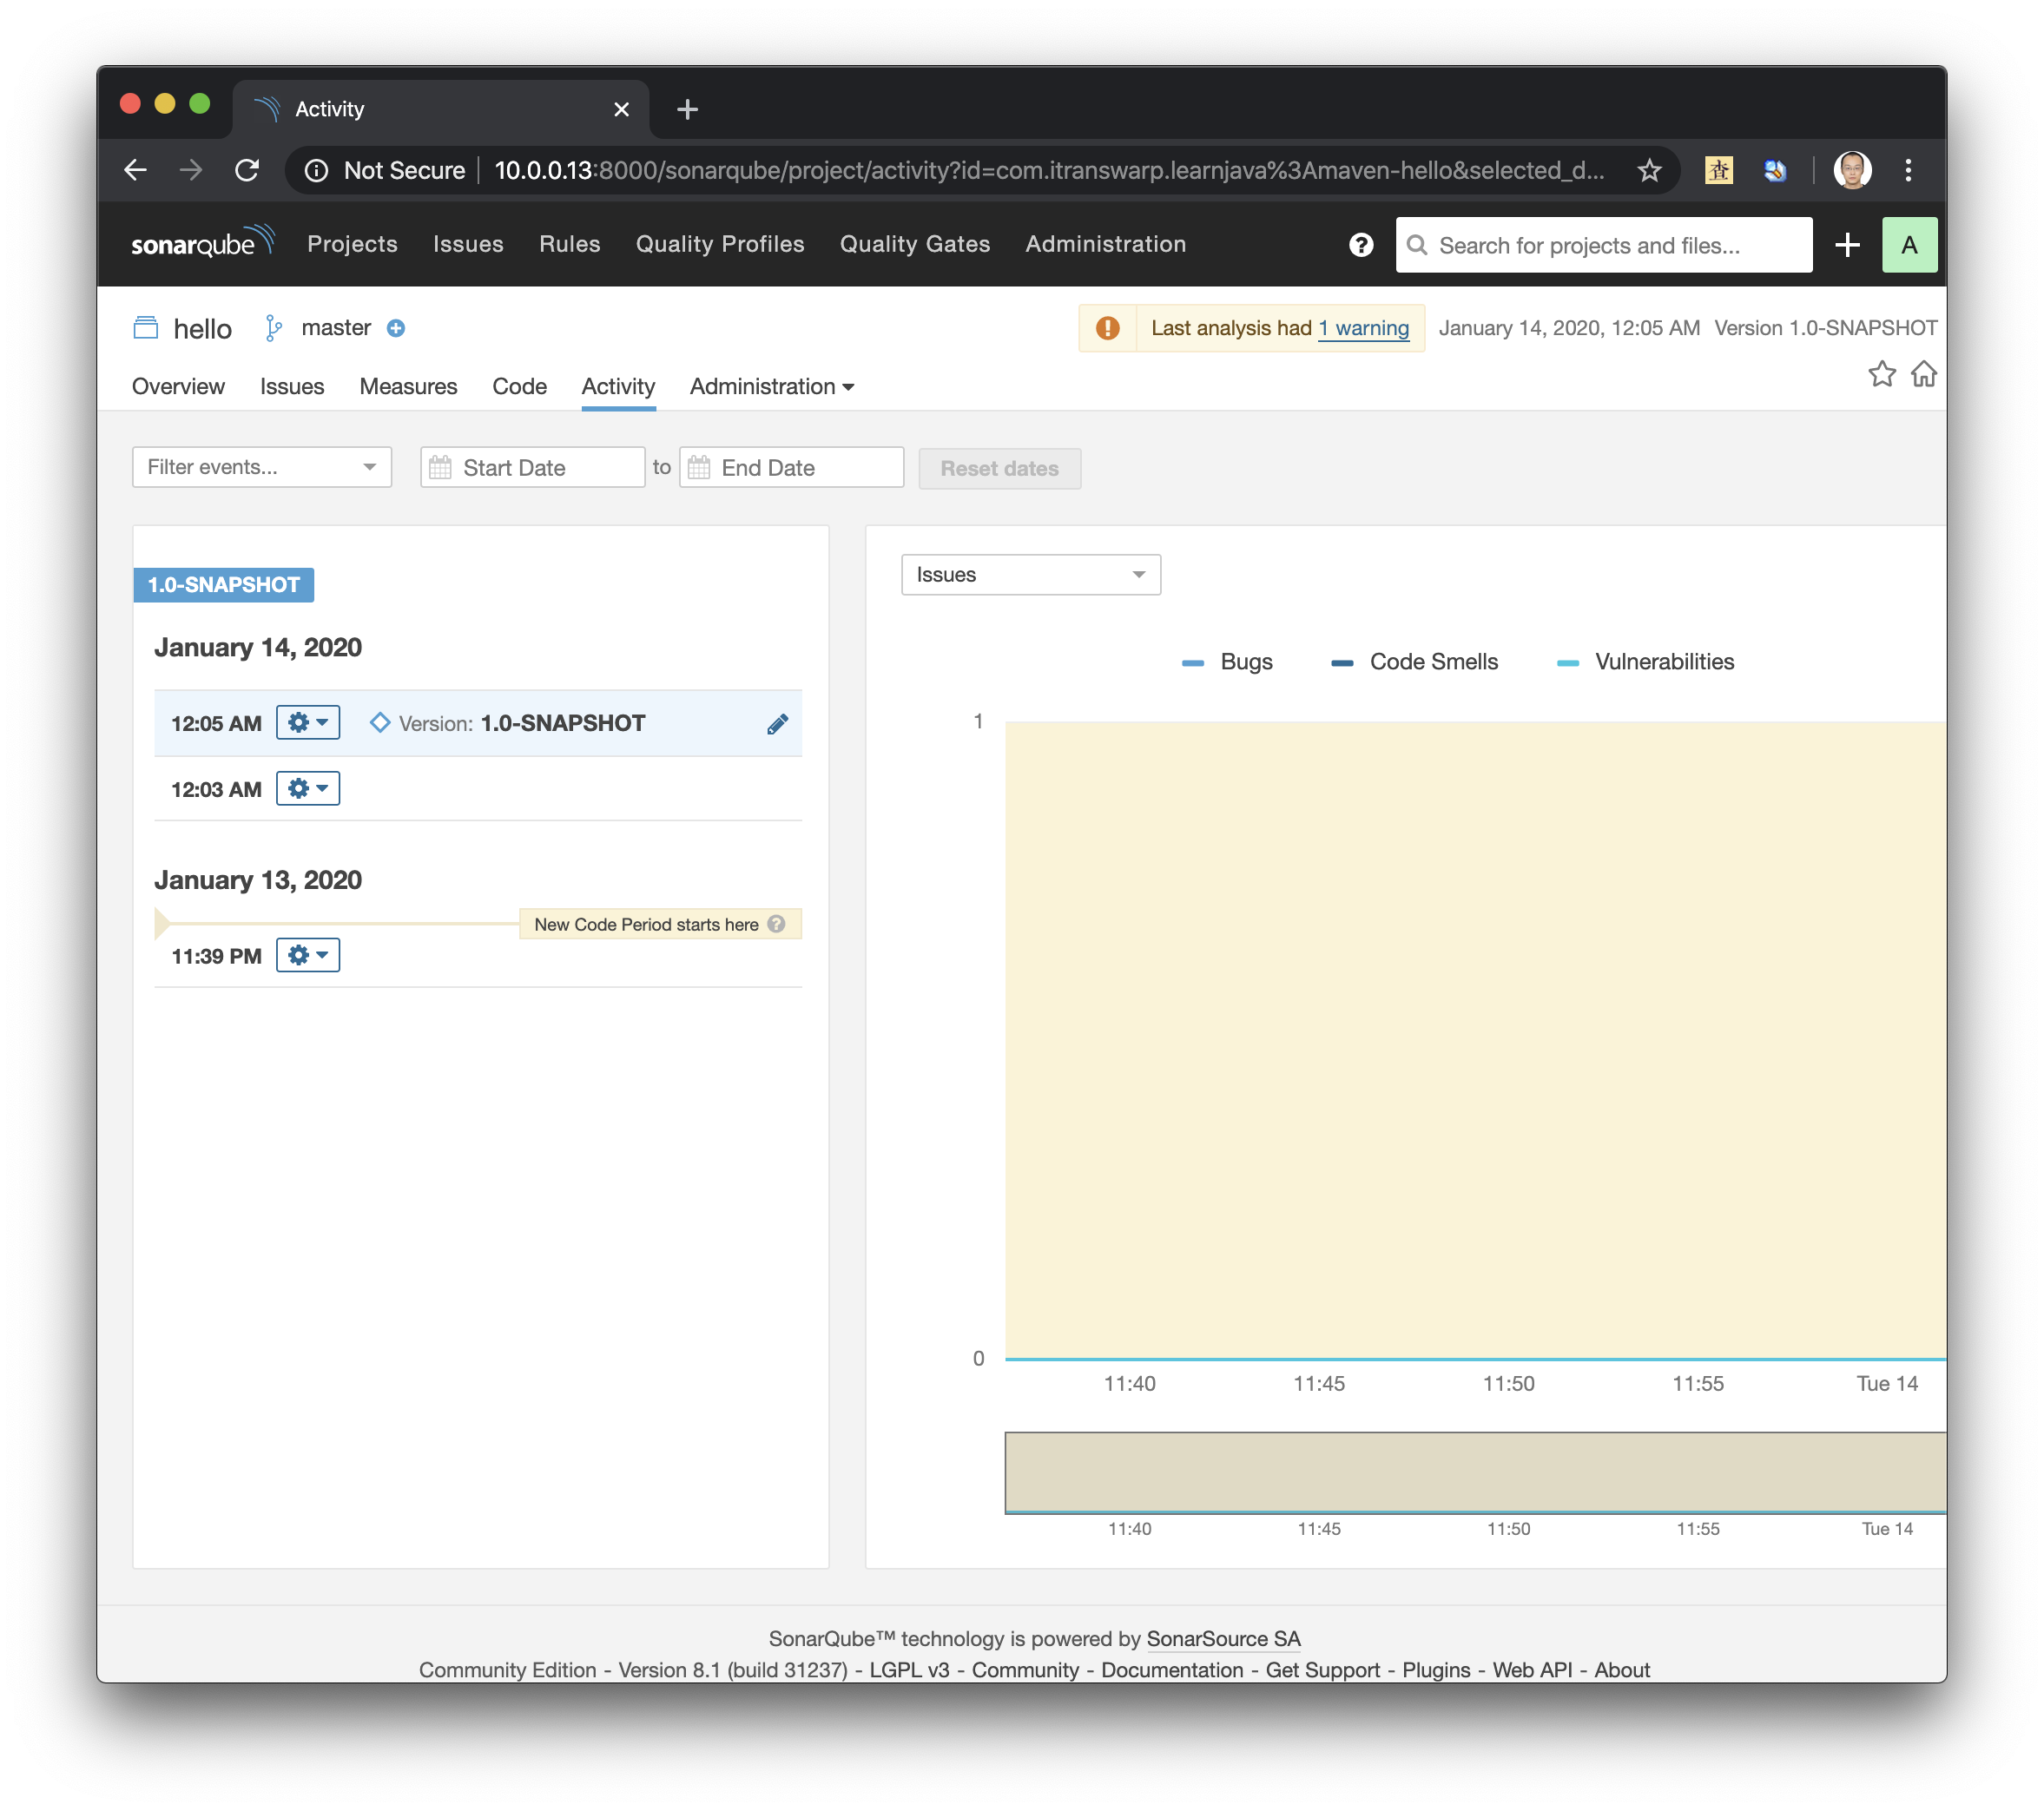 Activity
Not Secure 10.0.0.13:8000/sonarqube/project/activity?id=com.itranswarp.learnjava%3Amaven-hello&selected_d... 查
sonarqube Projects Issues Rules Quality Profiles Quality Gates Administration Search for projects and files... A
hello master Last analysis had 1 warning January 14, 2020, 12:05 AM Version 1.0-SNAPSHOT
Overview Issues Measures Code Activity Administration
Filter events... Start Date to End Date Reset dates
1.0-SNAPSHOT
January 14, 2020
12:05 AM Version: 1.0-SNAPSHOT
12:03 AM
January 13, 2020
New Code Period starts here ?
11:39 PM
Issues
Bugs Code Smells Vulnerabilities
1
0
11:40 11:45 11:50 11:55 Tue 14
11:40 11:45 11:50 11:55 Tue 14
SonarQube™ technology is powered by SonarSource SA
Community Edition - Version 8.1 (build 31237) - LGPL v3 - Community - Documentation - Get Support - Plugins - Web API - About